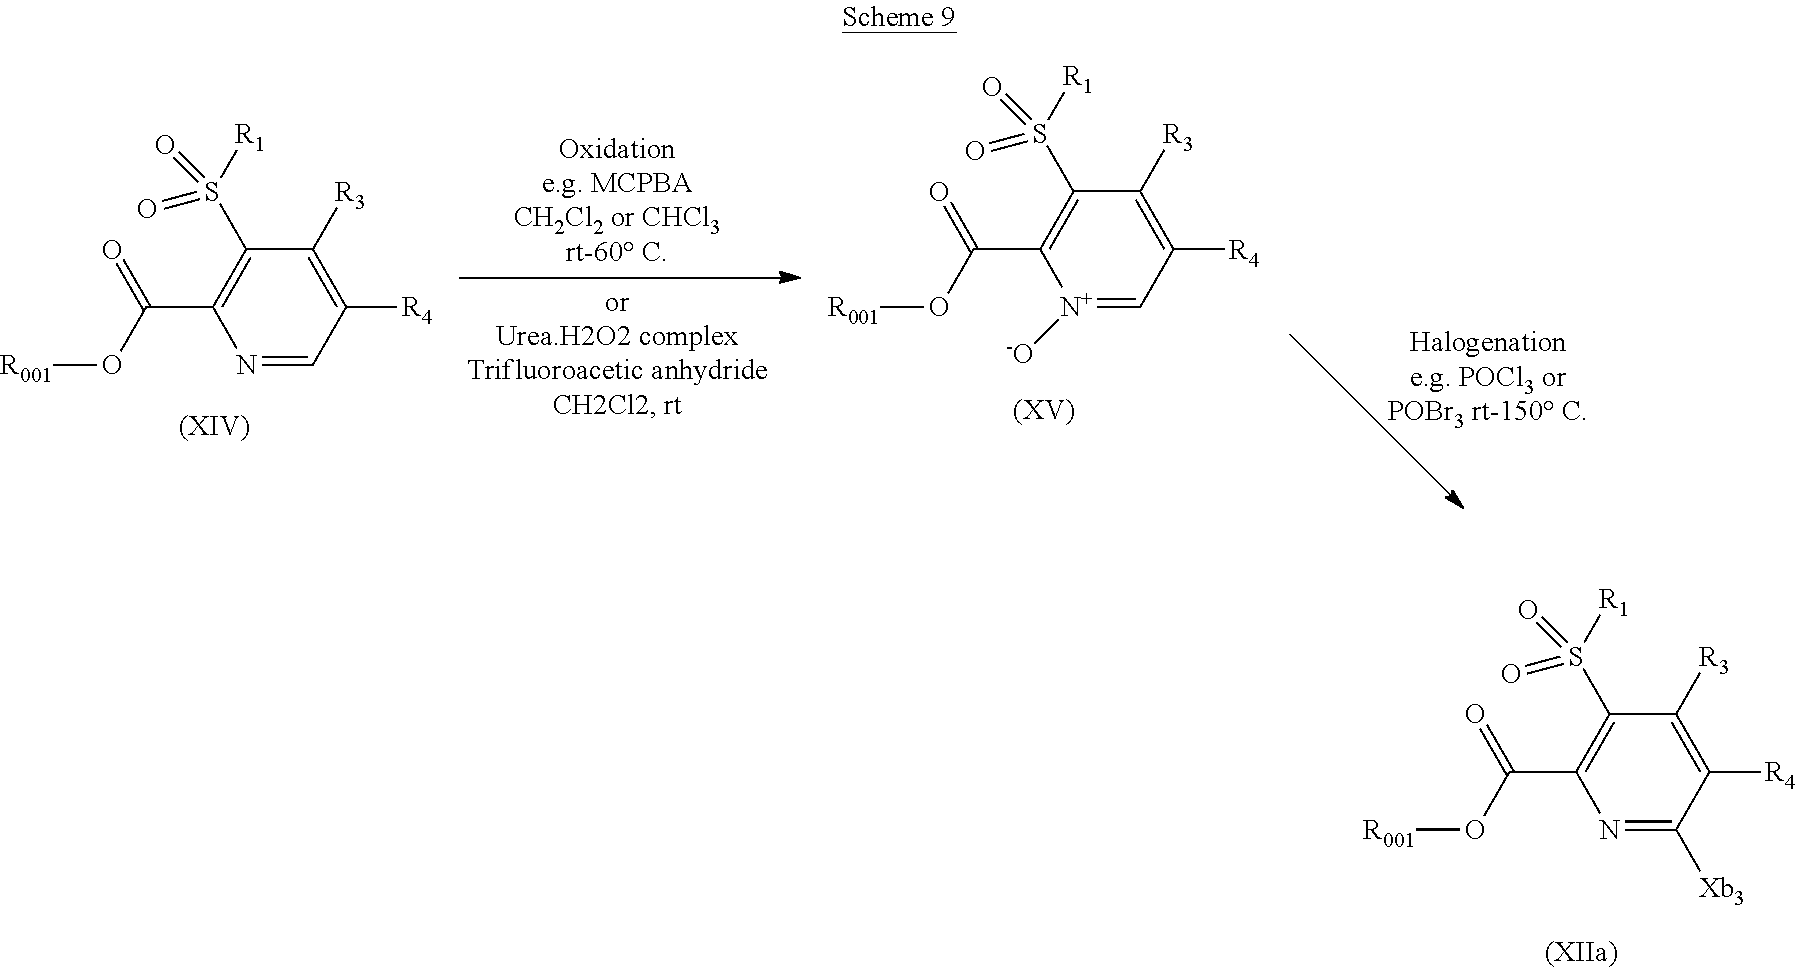 Scheme 9
O
R1
O
S
R3
O
R001
O
N
R4
(XIV)
Oxidation
e.g. MCPBA
CH2Cl2 or CHCl3
rt-60° C.
or
Urea.H2O2 complex
Trifluoroacetic anhydride
CH2Cl2, rt
O
R1
O
S
R3
O
R001
O
N+
-O
R4
(XV)
Halogenation
e.g. POCl3 or
POBr3 rt-150° C.
O
R1
O
S
R3
O
R001
O
N
R4
Xb3
(XIIa)